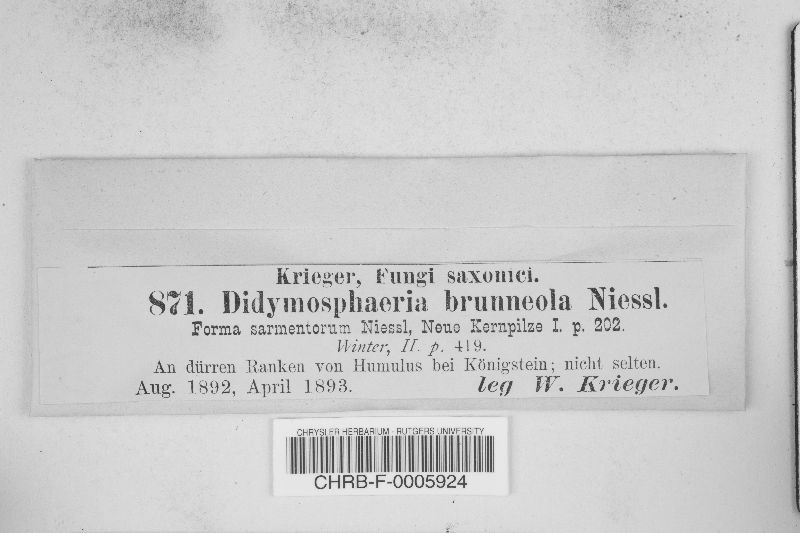 Krieger, Fungi saxonici.
871. Didymosphaeria brunneola Niessl.
Forma sarmentorum Niessl, Neue Kernpilze I. p. 202.
Winter, II. p. 419.
An dürren Ranken von Humulus bei Königstein; nicht selten.
Aug. 1892, April 1893. leg W. Krieger.
CHRYSLER HERBARIUM - RUTGERS UNIVERSITY
CHRB-F-0005924